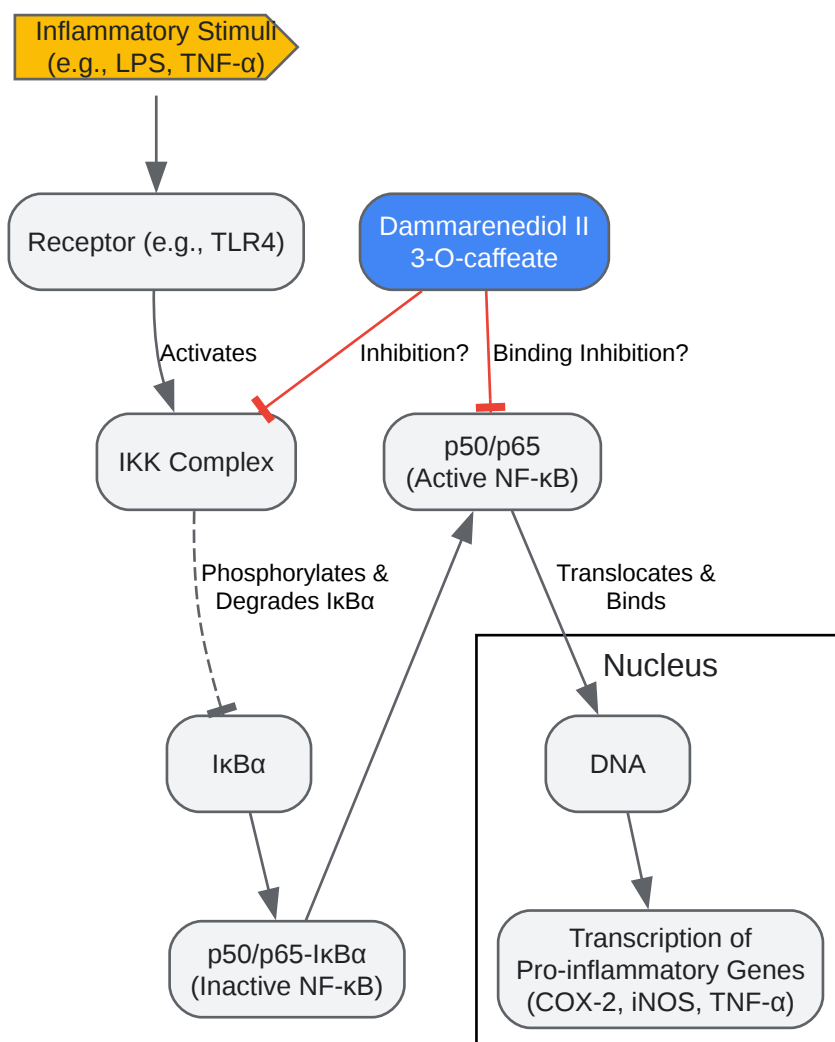 Inflammatory Stimuli
(e.g., LPS, TNF-α)
Receptor (e.g., TLR4)
Dammarenediol II
3-O-caffeate
Activates
Inhibition?
Binding Inhibition?
IKK Complex
p50/p65
(Active NF-κB)
Phosphorylates &
Degrades IκBα
Translocates &
Binds
Nucleus
IκBα
DNA
p50/p65-IκBα
(Inactive NF-κB)
Transcription of
Pro-inflammatory Genes
(COX-2, iNOS, TNF-α)